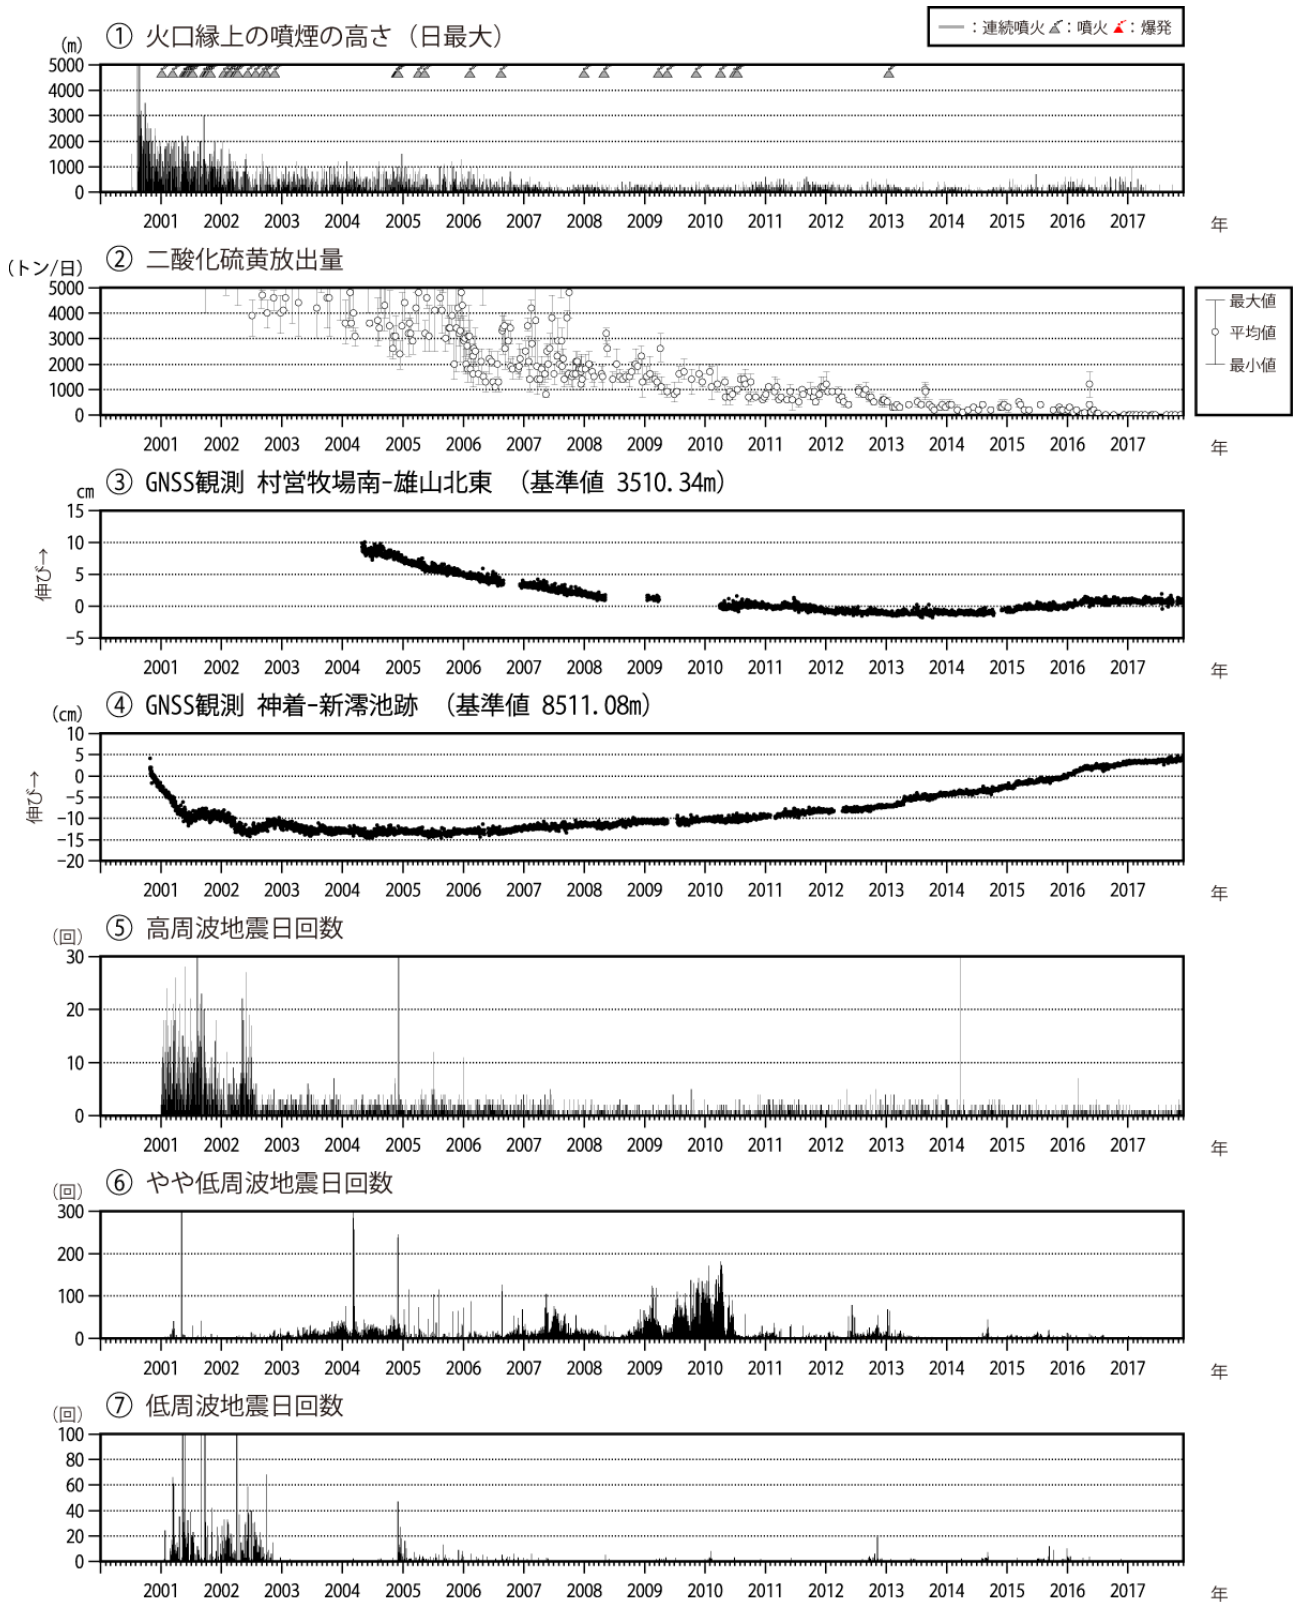 ━ : 連続噴火 : 噴火 : 爆発
① 火口縁上の噴煙の高さ（日最大）
(m)
5000
4000
3000
2000
1000
0
2001 2002 2003 2004 2005 2006 2007 2008 2009 2010 2011 2012 2013 2014 2015 2016 2017 年
② 二酸化硫黄放出量
(トン/日)
5000
4000
3000
2000
1000
0
最大値
平均値
最小値
2001 2002 2003 2004 2005 2006 2007 2008 2009 2010 2011 2012 2013 2014 2015 2016 2017 年
③ GNSS観測 村営牧場南-雄山北東 （基準値 3510.34m）
cm
15
10
5
0
-5
伸び→
2001 2002 2003 2004 2005 2006 2007 2008 2009 2010 2011 2012 2013 2014 2015 2016 2017 年
④ GNSS観測 神着-新澪池跡 （基準値 8511.08m）
(cm)
10
5
0
-5
-10
-15
-20
伸び→
2001 2002 2003 2004 2005 2006 2007 2008 2009 2010 2011 2012 2013 2014 2015 2016 2017 年
⑤ 高周波地震日回数
(回)
30
20
10
0
2001 2002 2003 2004 2005 2006 2007 2008 2009 2010 2011 2012 2013 2014 2015 2016 2017 年
⑥ やや低周波地震日回数
(回)
300
200
100
0
2001 2002 2003 2004 2005 2006 2007 2008 2009 2010 2011 2012 2013 2014 2015 2016 2017 年
⑦ 低周波地震日回数
(回)
100
80
60
40
20
0
2001 2002 2003 2004 2005 2006 2007 2008 2009 2010 2011 2012 2013 2014 2015 2016 2017 年